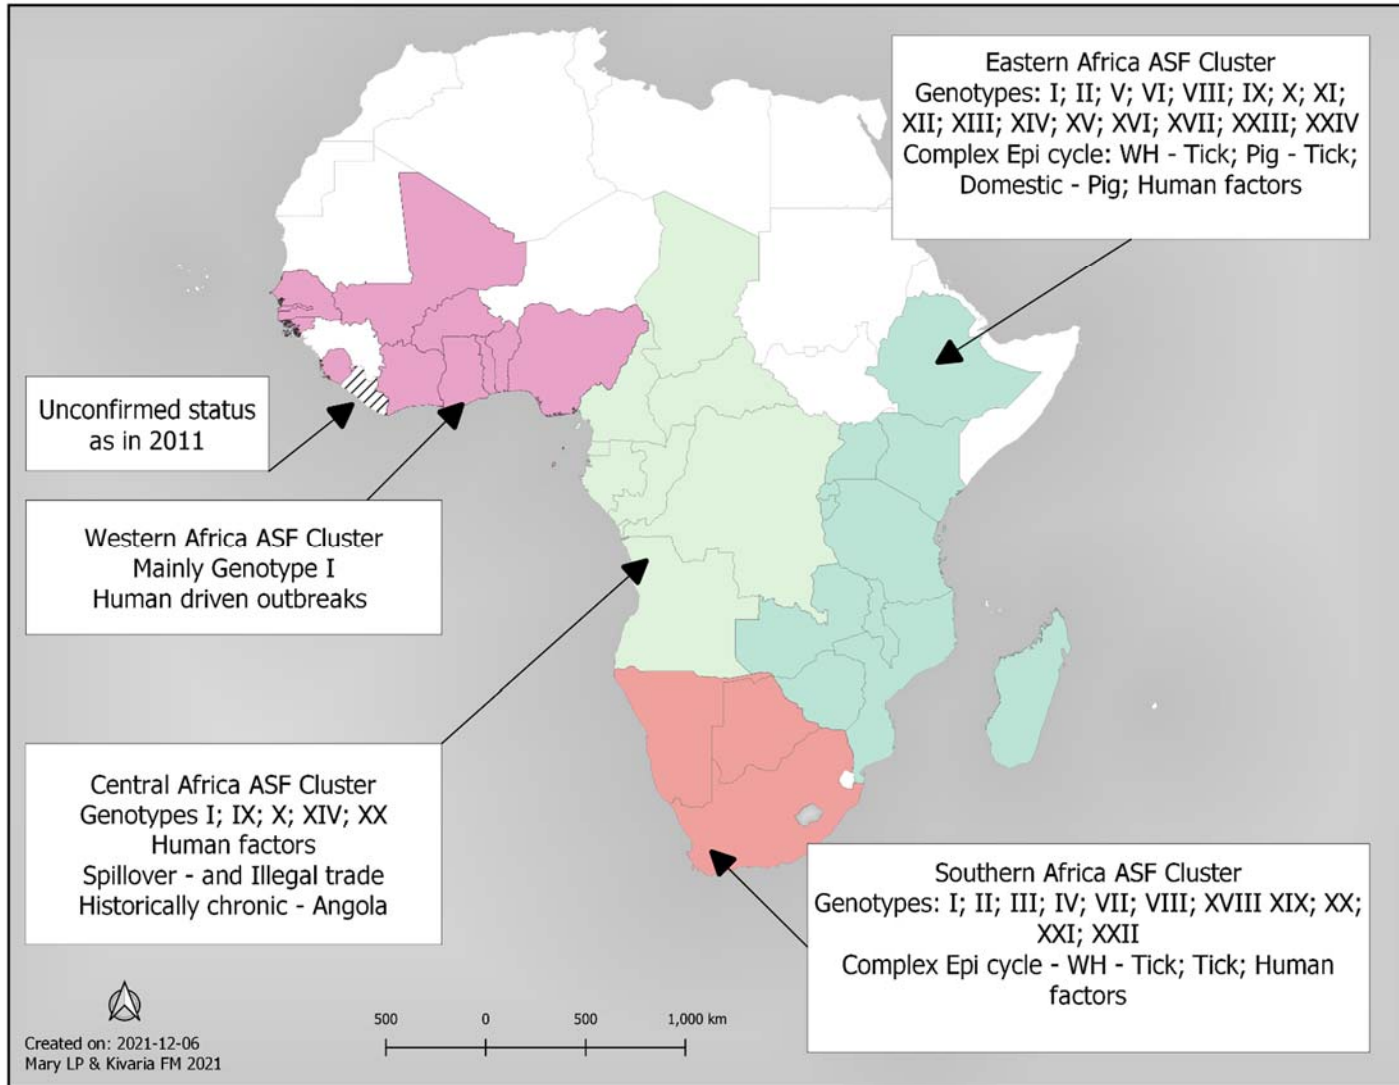 Eastern Africa ASF Cluster
Genotypes: I; II; V; VI; VIII; IX; X; XI;
XII; XIII; XIV; XV; XVI; XVII; XXIII; XXIV
Complex Epi cycle: WH - Tick; Pig - Tick;
Domestic - Pig; Human factors
Unconfirmed status
as in 2011
Western Africa ASF Cluster
Mainly Genotype I
Human driven outbreaks
Central Africa ASF Cluster
Genotypes I; IX; X; XIV; XX
Human factors
Spillover - and Illegal trade
Historically chronic - Angola
Southern Africa ASF Cluster
Genotypes: I; II; III; IV; VII; VIII; XVIII XIX; XX;
XXI; XXII
Complex Epi cycle - WH - Tick; Tick; Human
factors
500 0 500 1,000 km
Created on: 2021-12-06
Mary LP & Kivaria FM 2021